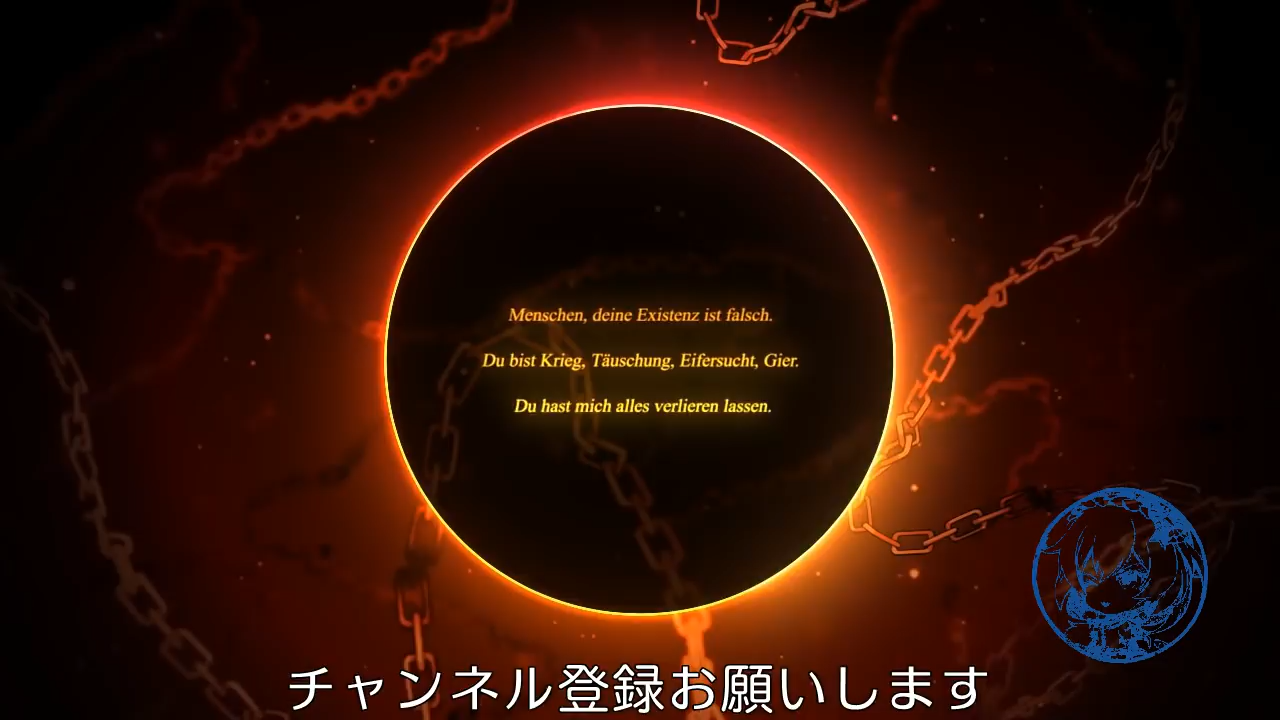 Menschen, deine Existenz ist falsch.
Du bist Krieg, Täuschung, Eifersucht, Gier.
Du hast mich alles verlieren lassen.
チャンネル登録お願いします